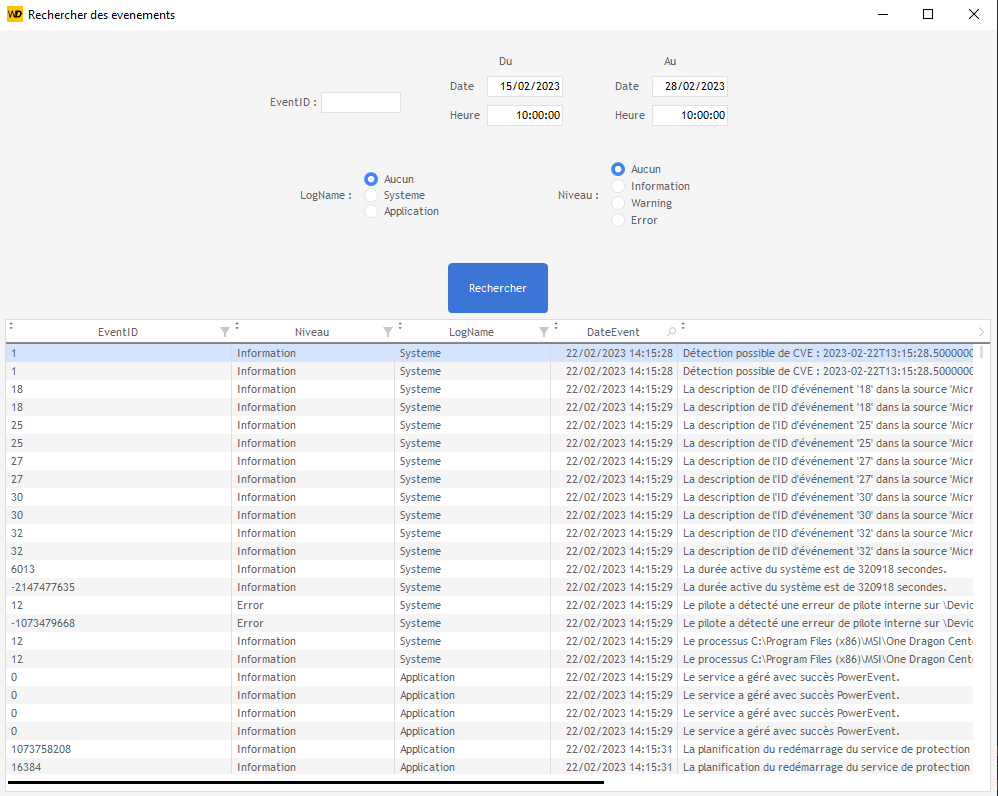 WD Rechercher des evenements
Du Au
EventID : Date 15/02/2023 Date 28/02/2023
Heure 10:00:00 Heure 10:00:00
LogName : Aucun
Systeme
Application
Niveau : Aucun
Information
Warning
Error
Rechercher
EventID Niveau LogName DateEvent
1 Information Systeme 22/02/2023 14:15:28 Détection possible de CVE : 2023-02-22T13:15:28.5000000
1 Information Systeme 22/02/2023 14:15:28 Détection possible de CVE : 2023-02-22T13:15:28.5000000
18 Information Systeme 22/02/2023 14:15:29 La description de l'ID d'événement '18' dans la source 'Micr
18 Information Systeme 22/02/2023 14:15:29 La description de l'ID d'événement '18' dans la source 'Micr
25 Information Systeme 22/02/2023 14:15:29 La description de l'ID d'événement '25' dans la source 'Micr
25 Information Systeme 22/02/2023 14:15:29 La description de l'ID d'événement '25' dans la source 'Micr
27 Information Systeme 22/02/2023 14:15:29 La description de l'ID d'événement '27' dans la source 'Micr
27 Information Systeme 22/02/2023 14:15:29 La description de l'ID d'événement '27' dans la source 'Micr
30 Information Systeme 22/02/2023 14:15:29 La description de l'ID d'événement '30' dans la source 'Micr
30 Information Systeme 22/02/2023 14:15:29 La description de l'ID d'événement '30' dans la source 'Micr
32 Information Systeme 22/02/2023 14:15:29 La description de l'ID d'événement '32' dans la source 'Micr
32 Information Systeme 22/02/2023 14:15:29 La description de l'ID d'événement '32' dans la source 'Micr
6013 Information Systeme 22/02/2023 14:15:29 La durée active du système est de 320918 secondes.
-2147477635 Information Systeme 22/02/2023 14:15:29 La durée active du système est de 320918 secondes.
12 Error Systeme 22/02/2023 14:15:29 Le pilote a détecté une erreur de pilote interne sur \Devic
-1073479668 Error Systeme 22/02/2023 14:15:29 Le pilote a détecté une erreur de pilote interne sur \Devic
12 Information Systeme 22/02/2023 14:15:29 Le processus C:\Program Files (x86)\MSI\One Dragon Cent
12 Information Systeme 22/02/2023 14:15:29 Le processus C:\Program Files (x86)\MSI\One Dragon Cent
0 Information Application 22/02/2023 14:15:29 Le service a géré avec succès PowerEvent.
0 Information Application 22/02/2023 14:15:29 Le service a géré avec succès PowerEvent.
0 Information Application 22/02/2023 14:15:29 Le service a géré avec succès PowerEvent.
0 Information Application 22/02/2023 14:15:29 Le service a géré avec succès PowerEvent.
1073758208 Information Application 22/02/2023 14:15:31 La planification du redémarrage du service de protection
16384 Information Application 22/02/2023 14:15:31 La planification du redémarrage du service de protection